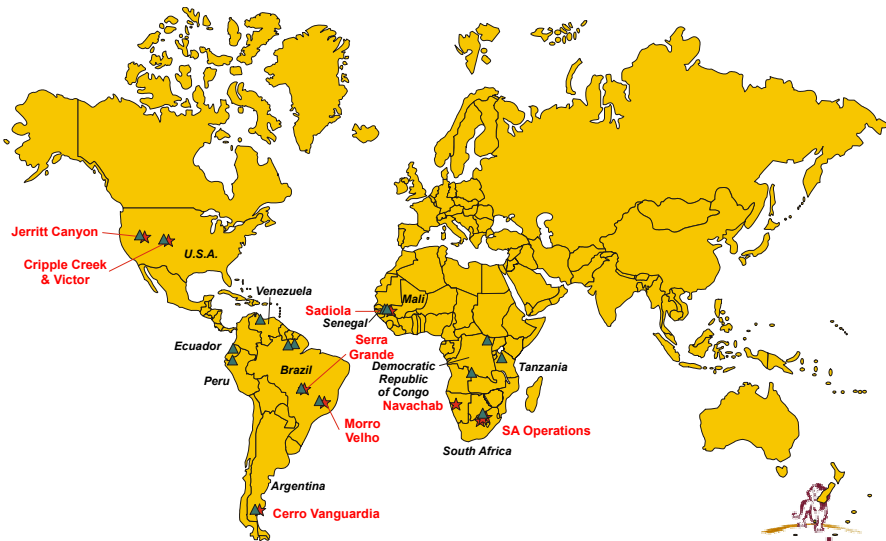 Jerritt Canyon
U.S.A.
Cripple Creek
& Victor
Venezuela
Mali
Sadiola
Senegal
Serra
Grande
Ecuador
Democratic
Republic
of Congo
Tanzania
Brazil
Peru
Navachab
Morro
Velho
SA Operations
South Africa
Argentina
Cerro Vanguardia